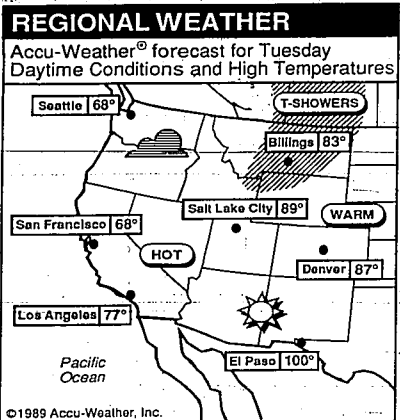 REGIONAL WEATHER
Accu-Weather® forecast for Tuesday
Daytime Conditions and High Temperatures
Seattle 68°
T-SHOWERS
Billings 83°
Salt Lake City 89°
WARM
San Francisco 68°
HOT
Denver 87°
Los Angeles 77°
El Paso 100°
Pacific
Ocean
©1989 Accu-Weather, Inc.